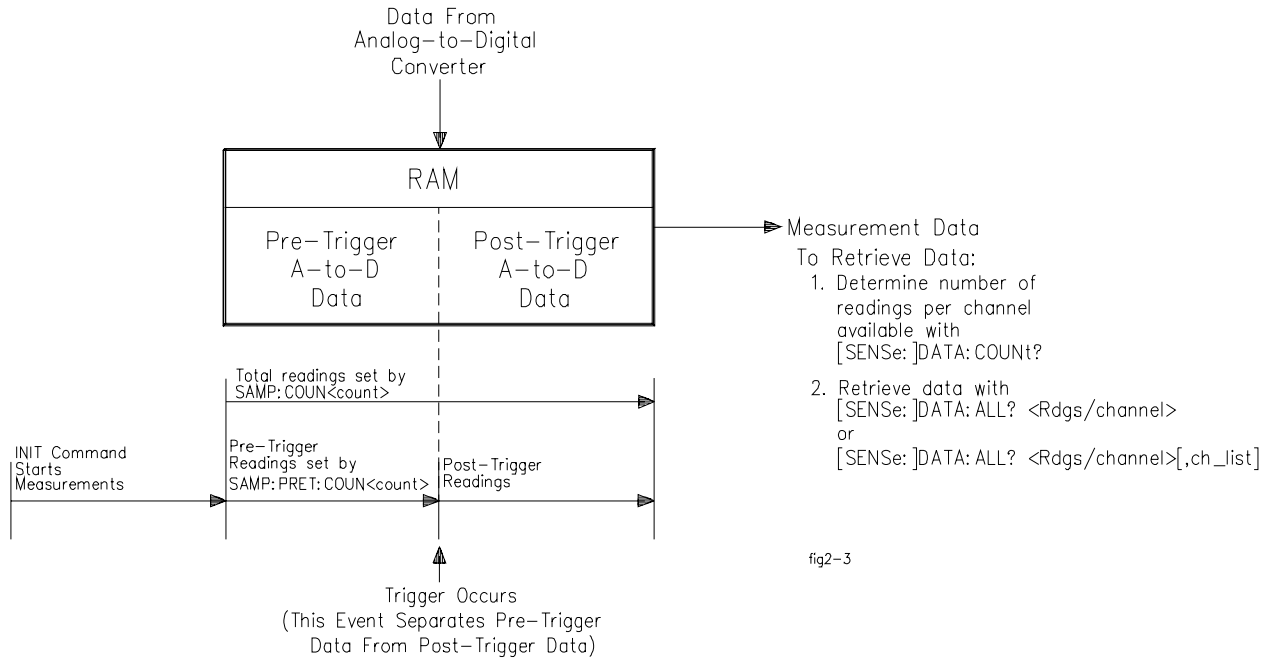 Data From
Analog-to-Digital
Converter
RAM
Pre-Trigger
A-to-D
Data
Post-Trigger
A-to-D
Data
Measurement Data
To Retrieve Data:
1. Determine number of
readings per channel
available with
[SENSe:]DATA:COUNt?
2. Retrieve data with
[SENSe:]DATA:ALL? <Rdgs/channel>
or
[SENSe:]DATA:ALL? <Rdgs/channel>[,ch_list]
Total readings set by
SAMP:COUN<count>
INIT Command
Starts
Measurements
Pre-Trigger
Readings set by
SAMP:PRET:COUN<count>
Post-Trigger
Readings
fig2-3
Trigger Occurs
(This Event Separates Pre-Trigger
Data From Post-Trigger Data)